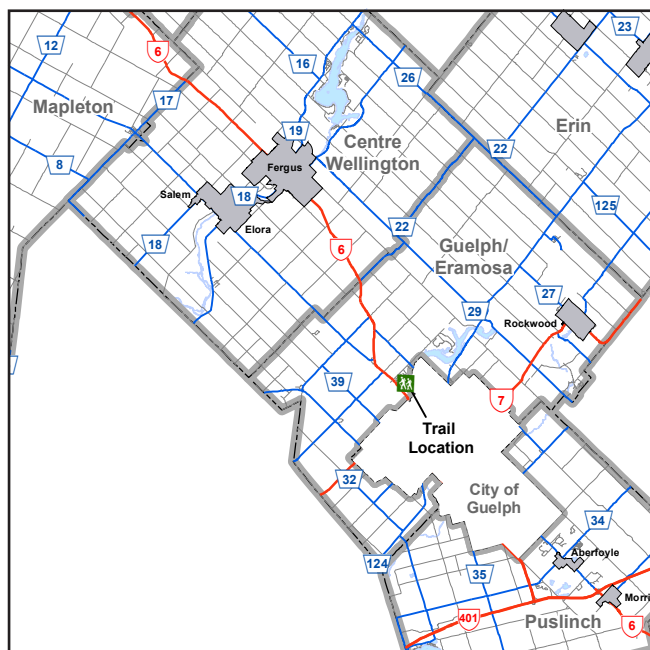 12
6
16
23
26
Mapleton
17
19
Centre
Wellington
Erin
22
8
Fergus
Salem
18
125
Elora
22
18
6
Guelph/
Eramosa
27
29
Rockwood
39
7
Trail
Location
32
City of
Guelph
34
124
Aberfoyle
35
Morri
401
Puslinch
6